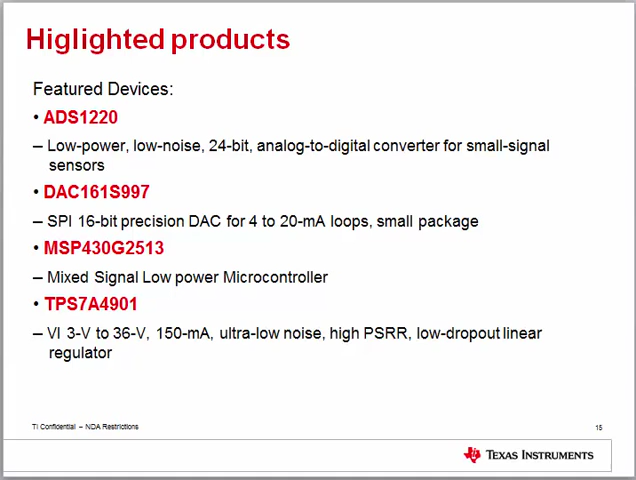 Higlighted products
Featured Devices:
• ADS1220
– Low-power, low-noise, 24-bit, analog-to-digital converter for small-signal
sensors
• DAC161S997
– SPI 16-bit precision DAC for 4 to 20-mA loops, small package
• MSP430G2513
– Mixed Signal Low power Microcontroller
• TPS7A4901
– VI 3-V to 36-V, 150-mA, ultra-low noise, high PSRR, low-dropout linear
regulator
TI Confidential – NDA Restrictions
15
TEXAS INSTRUMENTS